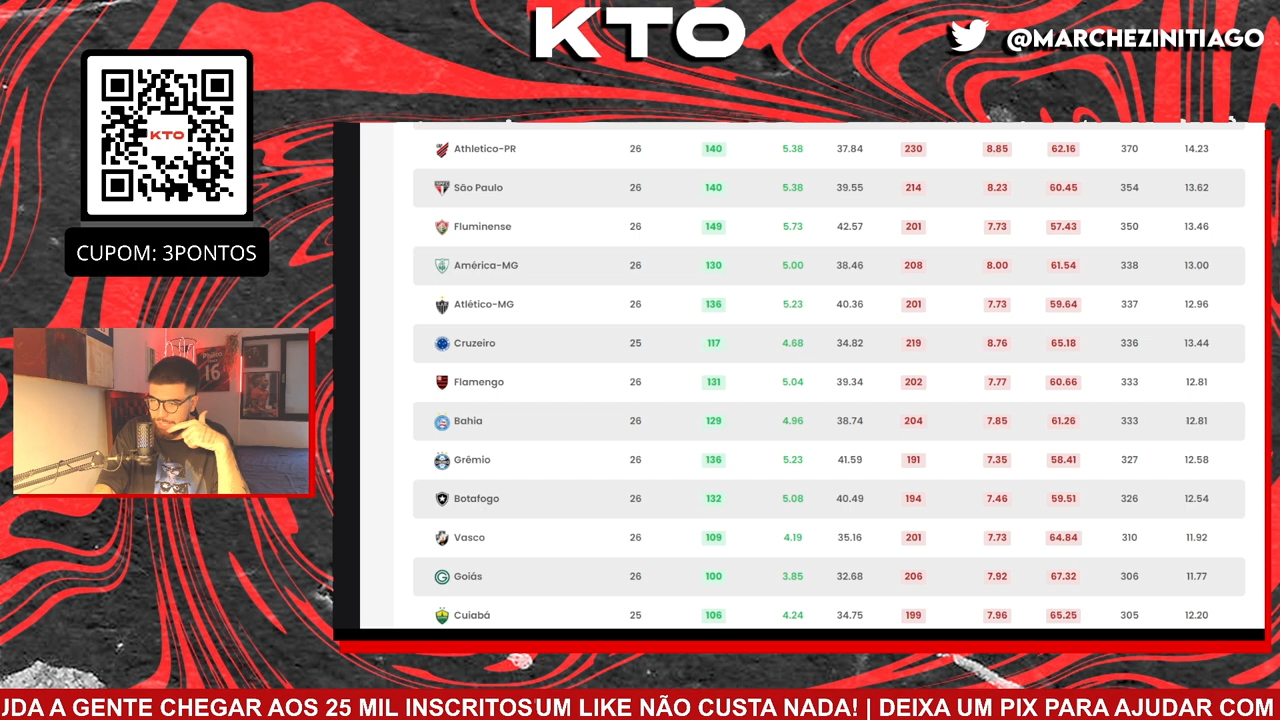 KTO
@MARCHEZINITIAGO
KTO
CUPOM: 3PONTOS
Philco
16
Athletico-PR 26 140 5.38 37.84 230 8.85 62.16 370 14.23
São Paulo 26 140 5.38 39.55 214 8.23 60.45 354 13.62
Fluminense 26 149 5.73 42.57 201 7.73 57.43 350 13.46
América-MG 26 130 5.00 38.46 208 8.00 61.54 338 13.00
Atlético-MG 26 136 5.23 40.36 201 7.73 59.64 337 12.96
Cruzeiro 25 117 4.68 34.82 219 8.76 65.18 336 13.44
Flamengo 26 131 5.04 39.34 202 7.77 60.66 333 12.81
Bahia 26 129 4.96 38.74 204 7.85 61.26 333 12.81
Grêmio 26 136 5.23 41.59 191 7.35 58.41 327 12.58
Botafogo 26 132 5.08 40.49 194 7.46 59.51 326 12.54
Vasco 26 109 4.19 35.16 201 7.73 64.84 310 11.92
Goiás 26 100 3.85 32.68 206 7.92 67.32 306 11.77
Cuiabá 25 106 4.24 34.75 199 7.96 65.25 305 12.20
UDA A GENTE CHEGAR AOS 25 MIL INSCRITOS UM LIKE NÃO CUSTA NADA! | DEIXA UM PIX PARA AJUDAR COM